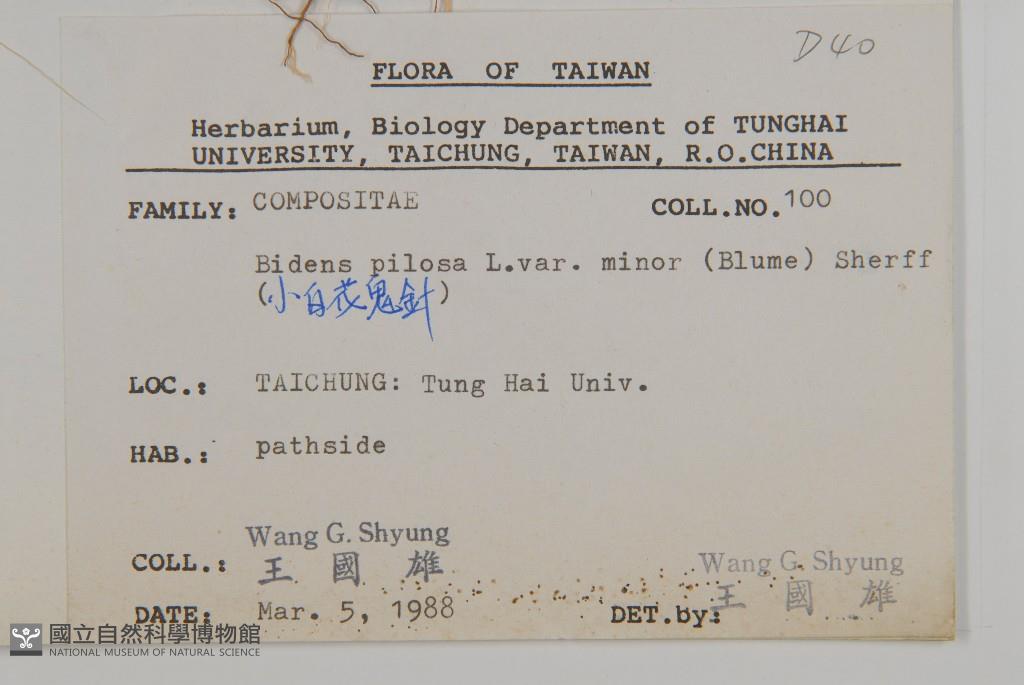 D40
FLORA OF TAIWAN
Herbarium, Biology Department of TUNGHAI
UNIVERSITY, TAICHUNG, TAIWAN, R.O.CHINA
FAMILY: COMPOSITAE COLL.NO. 100
Bidens pilosa L.var. minor (Blume) Sherff
(小白花鬼針)
LOC.: TAICHUNG: Tung Hai Univ.
HAB.: pathside
Wang G. Shyung
COLL.: 王國雄
Wang G. Shyung
DATE: Mar. 5, 1988 DET.by: 王國雄
國立自然科學博物館
NATIONAL MUSEUM OF NATURAL SCIENCE